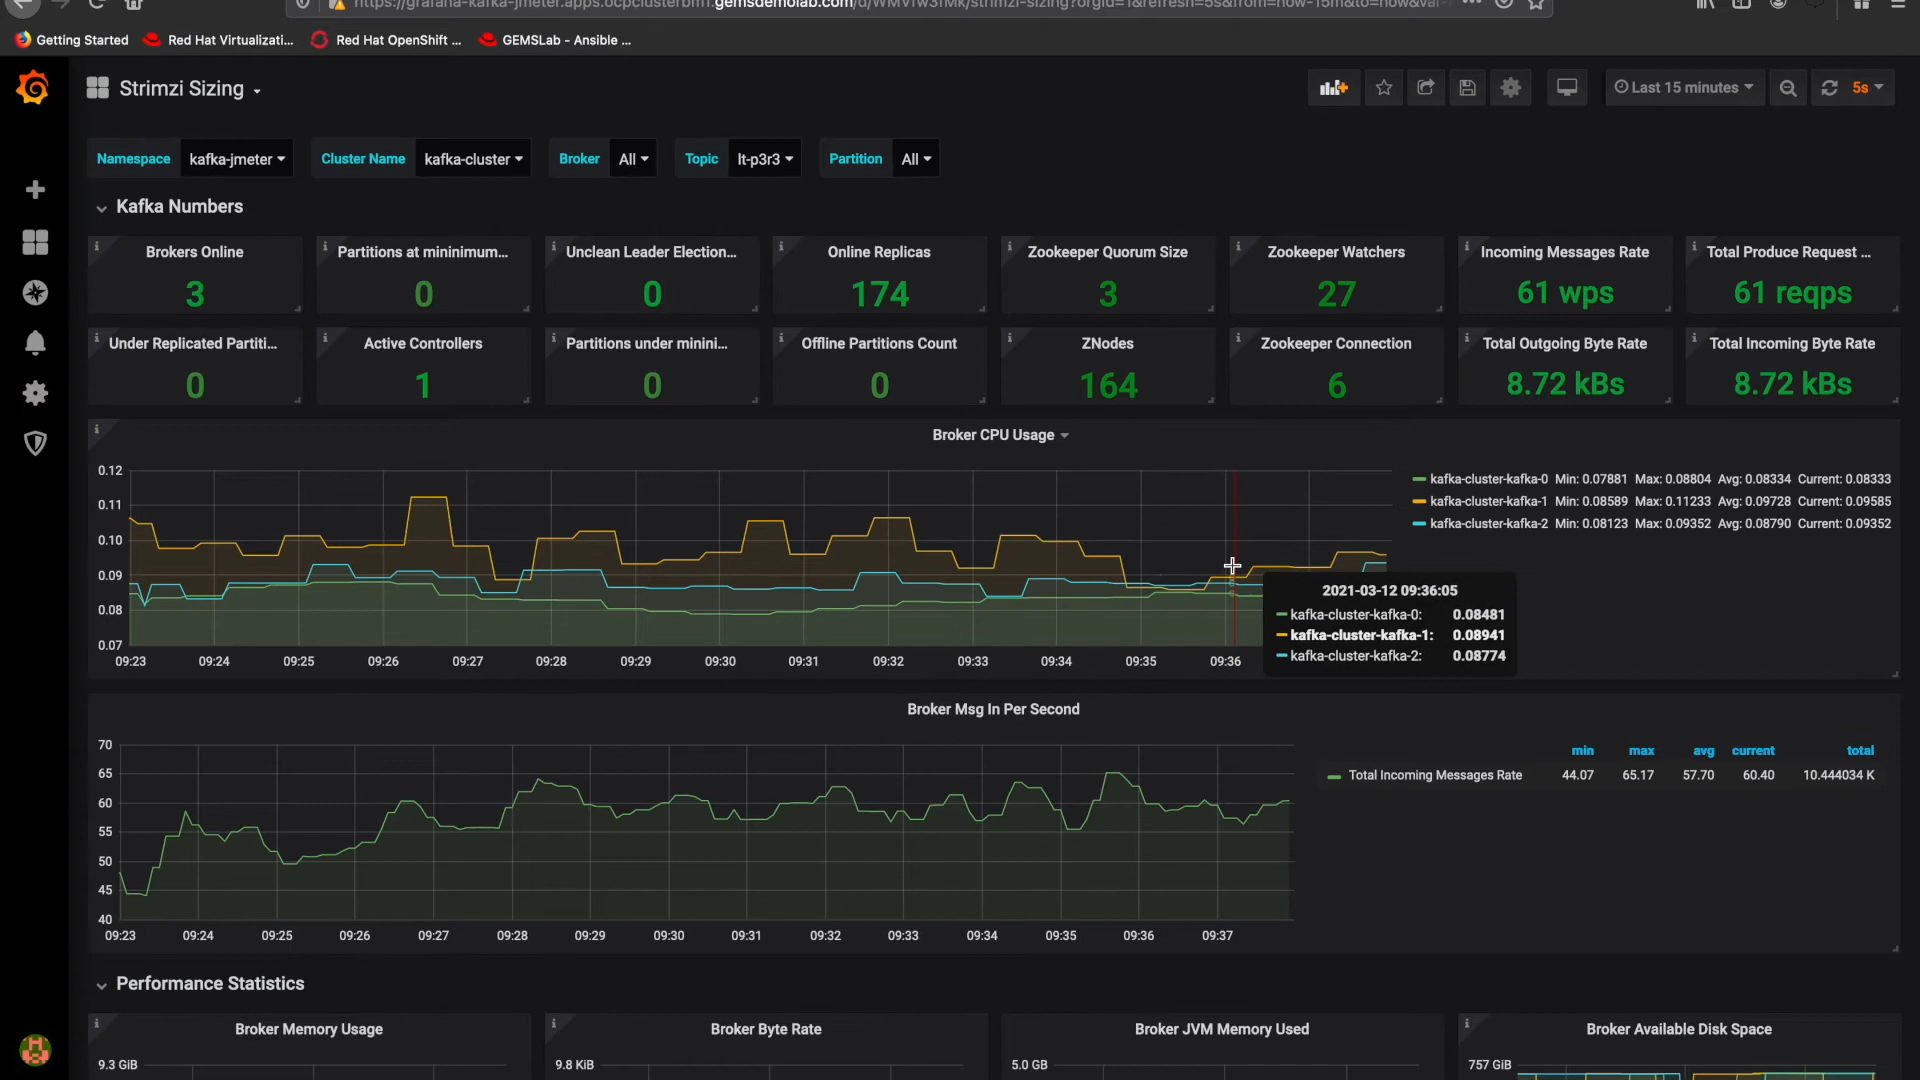 https://grafana-kafka-jmeter.apps.ocpclusterbm1.gemsdemolab.com
Getting Started Red Hat Virtualizati... Red Hat OpenShift ... GEMSLab - Ansible ...
Strimzi Sizing
Last 15 minutes 5s
Namespace kafka-jmeter Cluster Name kafka-cluster Broker All Topic lt-p3r3 Partition All
Kafka Numbers
Brokers Online Partitions at mininimum... Unclean Leader Election... Online Replicas Zookeeper Quorum Size Zookeeper Watchers Incoming Messages Rate Total Produce Request ...
3 0 0 174 3 27 61 wps 61 reqps
Under Replicated Partiti... Active Controllers Partitions under minini... Offline Partitions Count ZNodes Zookeeper Connection Total Outgoing Byte Rate Total Incoming Byte Rate
0 1 0 0 164 6 8.72 kBs 8.72 kBs
Broker CPU Usage
0.12
0.11
0.10
0.09
0.08
0.07
09:23 09:24 09:25 09:26 09:27 09:28 09:29 09:30 09:31 09:32 09:33 09:34 09:35 09:36
kafka-cluster-kafka-0 Min: 0.07881 Max: 0.08804 Avg: 0.08334 Current: 0.08333
kafka-cluster-kafka-1 Min: 0.08589 Max: 0.11233 Avg: 0.09728 Current: 0.09585
kafka-cluster-kafka-2 Min: 0.08123 Max: 0.09352 Avg: 0.08790 Current: 0.09352
2021-03-12 09:36:05
kafka-cluster-kafka-0: 0.08481
kafka-cluster-kafka-1: 0.08941
kafka-cluster-kafka-2: 0.08774
Broker Msg In Per Second
70
65
60
55
50
45
40
09:23 09:24 09:25 09:26 09:27 09:28 09:29 09:30 09:31 09:32 09:33 09:34 09:35 09:36 09:37
min max avg current total
Total Incoming Messages Rate 44.07 65.17 57.70 60.40 10.444034 K
Performance Statistics
Broker Memory Usage Broker Byte Rate Broker JVM Memory Used Broker Available Disk Space
9.3 GiB 9.8 KiB 5.0 GB 757 GiB